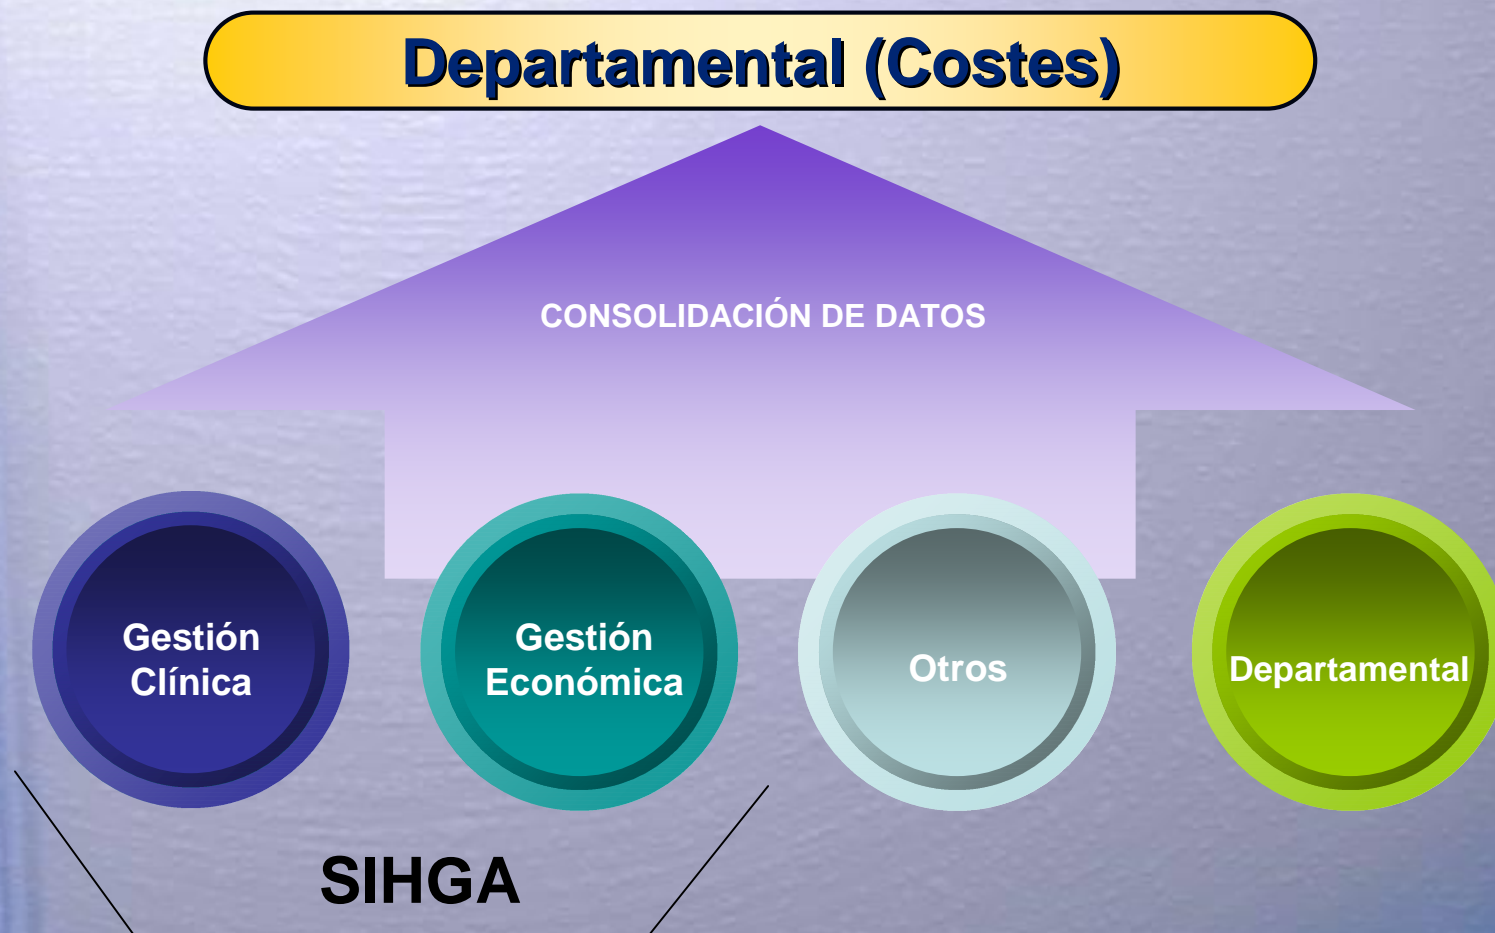 Departamental (Costes)
CONSOLIDACIÓN DE DATOS
Gestión
Clínica
Gestión
Económica
Otros
Departamental
SIHGA